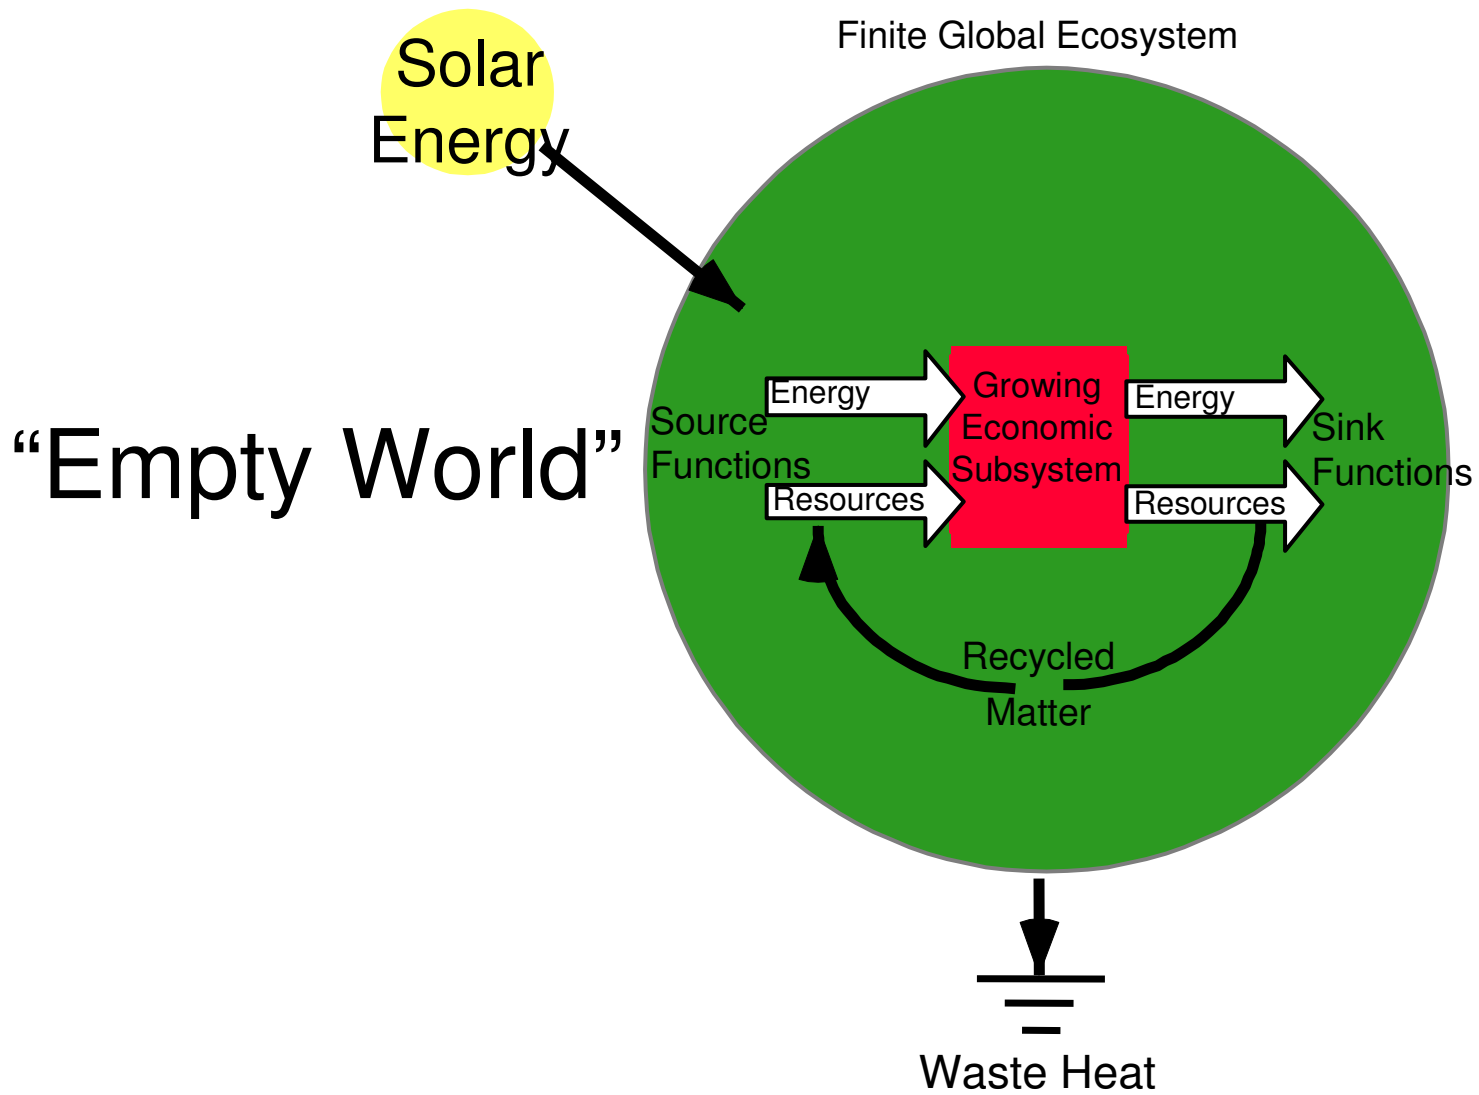 Finite Global Ecosystem
Solar
Energy
“Empty World”
Source
Functions
Energy
Resources
Growing
Economic
Subsystem
Energy
Resources
Sink
Functions
Recycled
Matter
Waste Heat